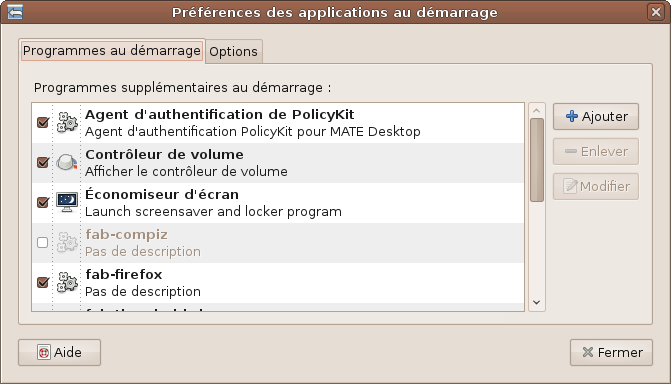 Préférences des applications au démarrage
Programmes au démarrage
Options
Programmes supplémentaires au démarrage :
Agent d'authentification de PolicyKit
Agent d'authentification PolicyKit pour MATE Desktop
Contrôleur de volume
Afficher le contrôleur de volume
Économiseur d'écran
Launch screensaver and locker program
fab-compiz
Pas de description
fab-firefox
Pas de description
Ajouter
Enlever
Modifier
Aide
Fermer